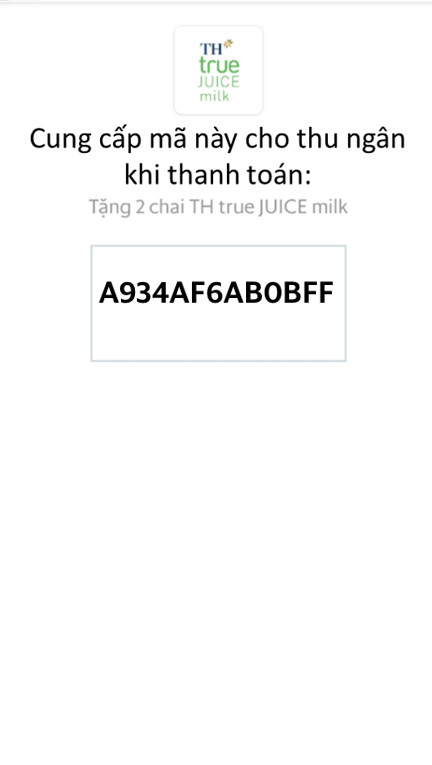 TH
true
JUICE
milk
Cung cấp mã này cho thu ngân
khi thanh toán:
Tặng 2 chai TH true JUICE milk
A934AF6AB0BFF